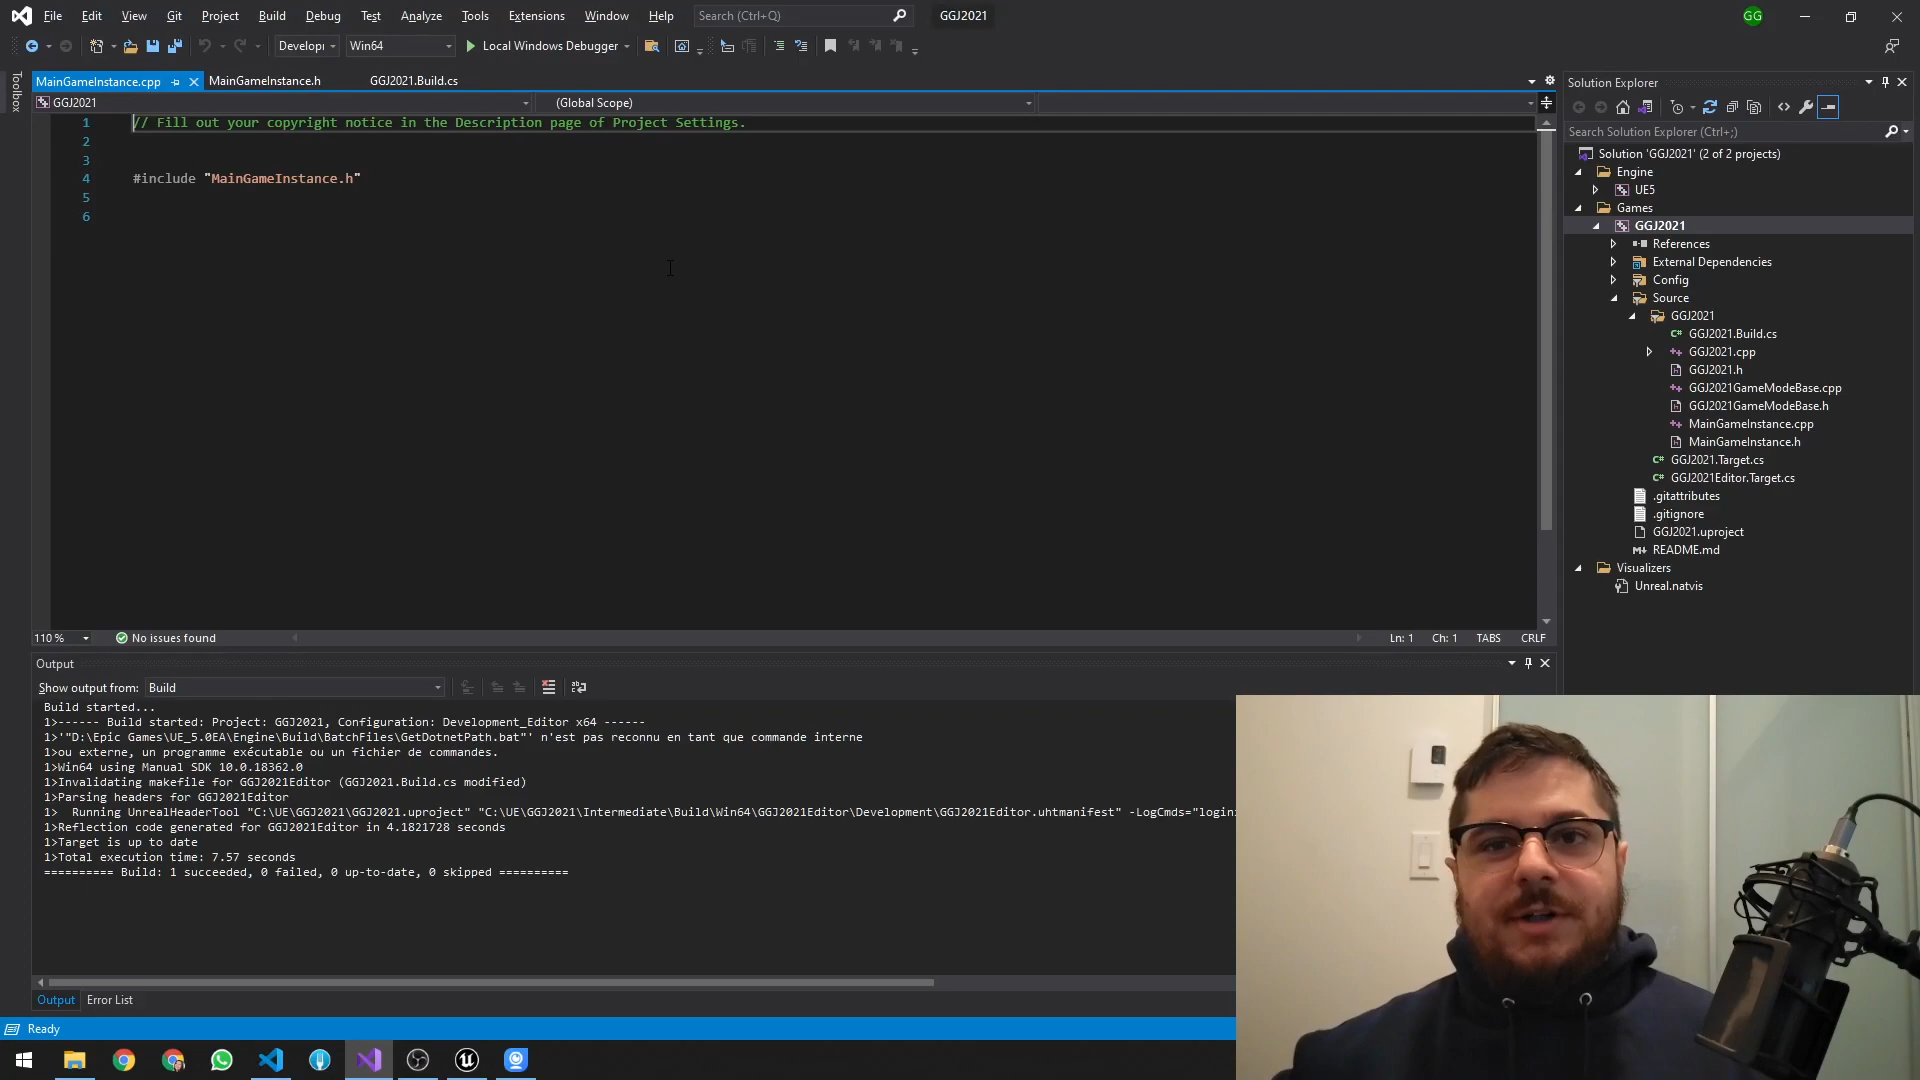 File Edit View Git Project Build Debug Test Analyze Tools Extensions Window Help Search (Ctrl+Q) GGJ2021 GG
Develop Win64 Local Windows Debugger
Toolbox
MainGameInstance.cpp MainGameInstance.h GGJ2021.Build.cs
GGJ2021 (Global Scope)
1 // Fill out your copyright notice in the Description page of Project Settings.
2
3
4 #include "MainGameInstance.h"
5
6
110 % No issues found Ln: 1 Ch: 1 TABS CRLF
Solution Explorer
Search Solution Explorer (Ctrl+;)
Solution 'GGJ2021' (2 of 2 projects)
Engine
UE5
Games
GGJ2021
References
External Dependencies
Config
Source
GGJ2021
GGJ2021.Build.cs
GGJ2021.cpp
GGJ2021.h
GGJ2021GameModeBase.cpp
GGJ2021GameModeBase.h
MainGameInstance.cpp
MainGameInstance.h
GGJ2021.Target.cs
GGJ2021Editor.Target.cs
.gitattributes
.gitignore
GGJ2021.uproject
README.md
Visualizers
Unreal.natvis
Output
Show output from: Build
Build started...
1>------ Build started: Project: GGJ2021, Configuration: Development_Editor x64 ------
1>'"D:\Epic Games\UE_5.0EA\Engine\Build\BatchFiles\GetDotnetPath.bat"' n'est pas reconnu en tant que commande interne
1>ou externe, un programme exécutable ou un fichier de commandes.
1>Win64 using Manual SDK 10.0.18362.0
1>Invalidating makefile for GGJ2021Editor (GGJ2021.Build.cs modified)
1>Parsing headers for GGJ2021Editor
1>  Running UnrealHeaderTool "C:\UE\GGJ2021\GGJ2021.uproject" "C:\UE\GGJ2021\Intermediate\Build\Win64\GGJ2021Editor\Development\GGJ2021Editor.uhtmanifest" -LogCmds="login
1>Reflection code generated for GGJ2021Editor in 4.1821728 seconds
1>Target is up to date
1>Total execution time: 7.57 seconds
========== Build: 1 succeeded, 0 failed, 0 up-to-date, 0 skipped ==========
Output Error List
Ready